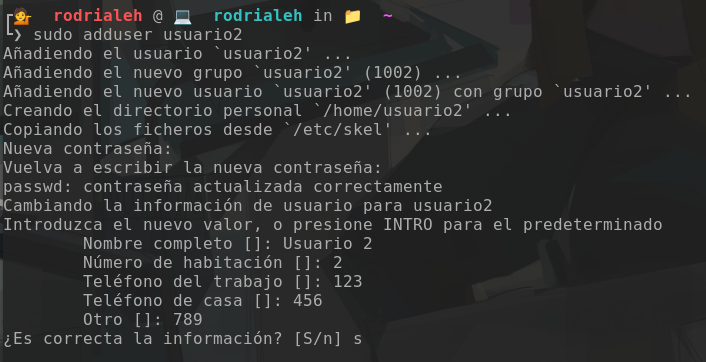 rodrialeh @ rodrialeh in ~
❯ sudo adduser usuario2
Añadiendo el usuario `usuario2' ...
Añadiendo el nuevo grupo `usuario2' (1002) ...
Añadiendo el nuevo usuario `usuario2' (1002) con grupo `usuario2' ...
Creando el directorio personal `/home/usuario2' ...
Copiando los ficheros desde `/etc/skel' ...
Nueva contraseña:
Vuelva a escribir la nueva contraseña:
passwd: contraseña actualizada correctamente
Cambiando la información de usuario para usuario2
Introduzca el nuevo valor, o presione INTRO para el predeterminado
Nombre completo []: Usuario 2
Número de habitación []: 2
Teléfono del trabajo []: 123
Teléfono de casa []: 456
Otro []: 789
¿Es correcta la información? [S/n] s